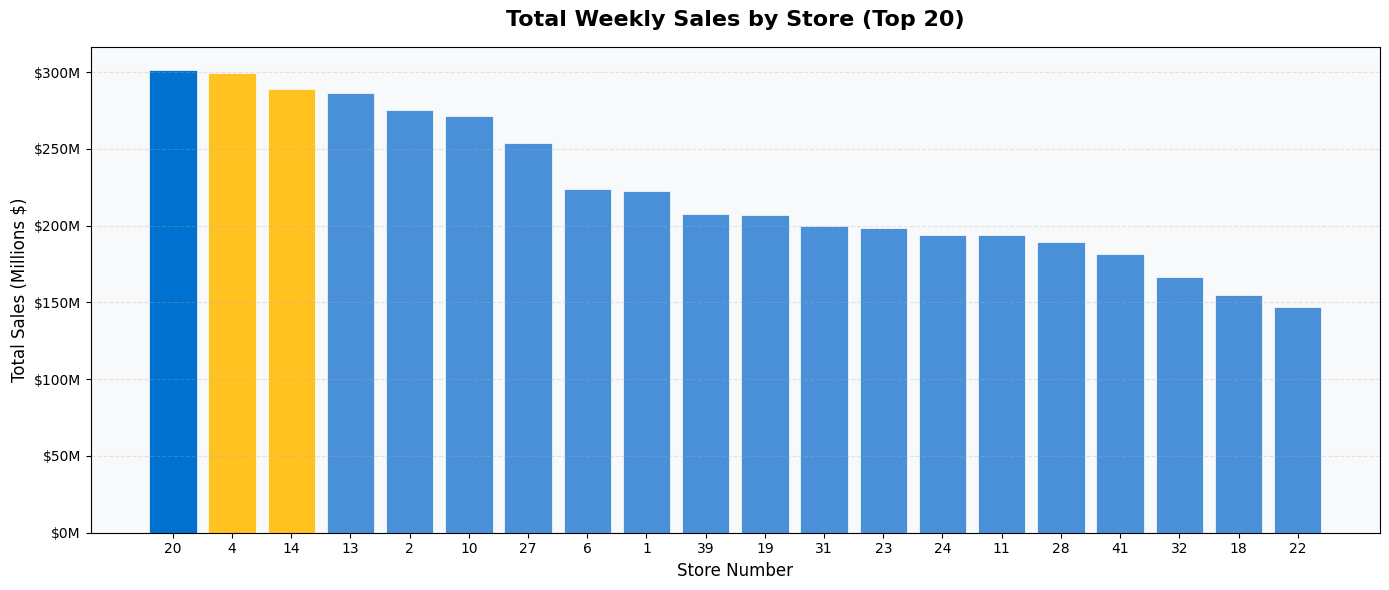 Total Weekly Sales by Store (Top 20)
Total Sales (Millions $)
$300M
$250M
$200M
$150M
$100M
$50M
$0M
20 4 14 13 2 10 27 6 1 39 19 31 23 24 11 28 41 32 18 22
Store Number